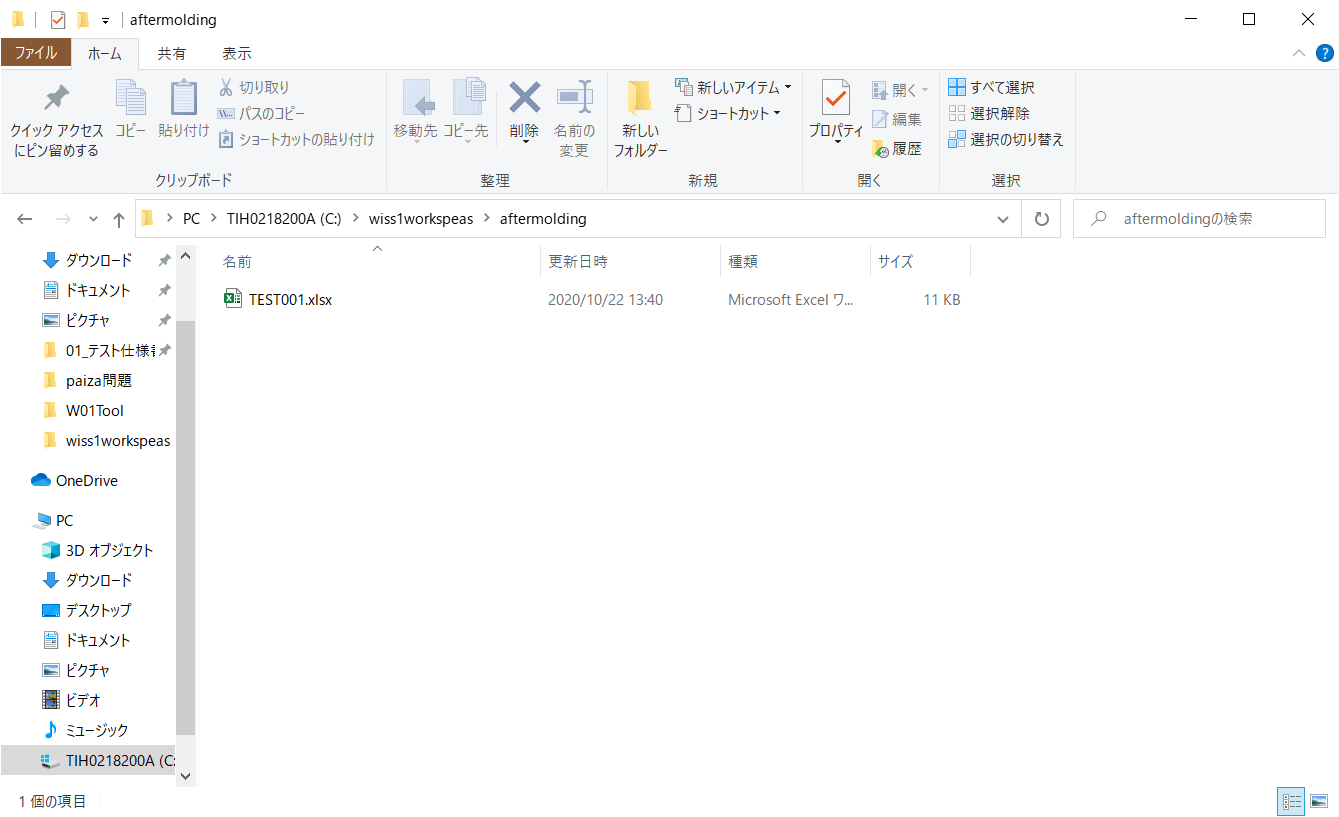 aftermolding
ファイル ホーム 共有 表示
クイック アクセス
にピン留めする
コピー
貼り付け
切り取り
パスのコピー
ショートカットの貼り付け
クリップボード
移動先
コピー先
削除
名前の
変更
整理
新しい
フォルダー
新しいアイテム
ショートカット
新規
プロパティ
開く
編集
履歴
開く
すべて選択
選択解除
選択の切り替え
選択
PC TIH0218200A (C:) wiss1workspeas aftermolding
aftermoldingの検索
ダウンロード
ドキュメント
ピクチャ
01_テスト仕様
paiza問題
W01Tool
wiss1workspeas
OneDrive
PC
3D オブジェクト
ダウンロード
デスクトップ
ドキュメント
ピクチャ
ビデオ
ミュージック
TIH0218200A (C:
名前 更新日時 種類 サイズ
TEST001.xlsx 2020/10/22 13:40 Microsoft Excel ワ... 11 KB
1 個の項目